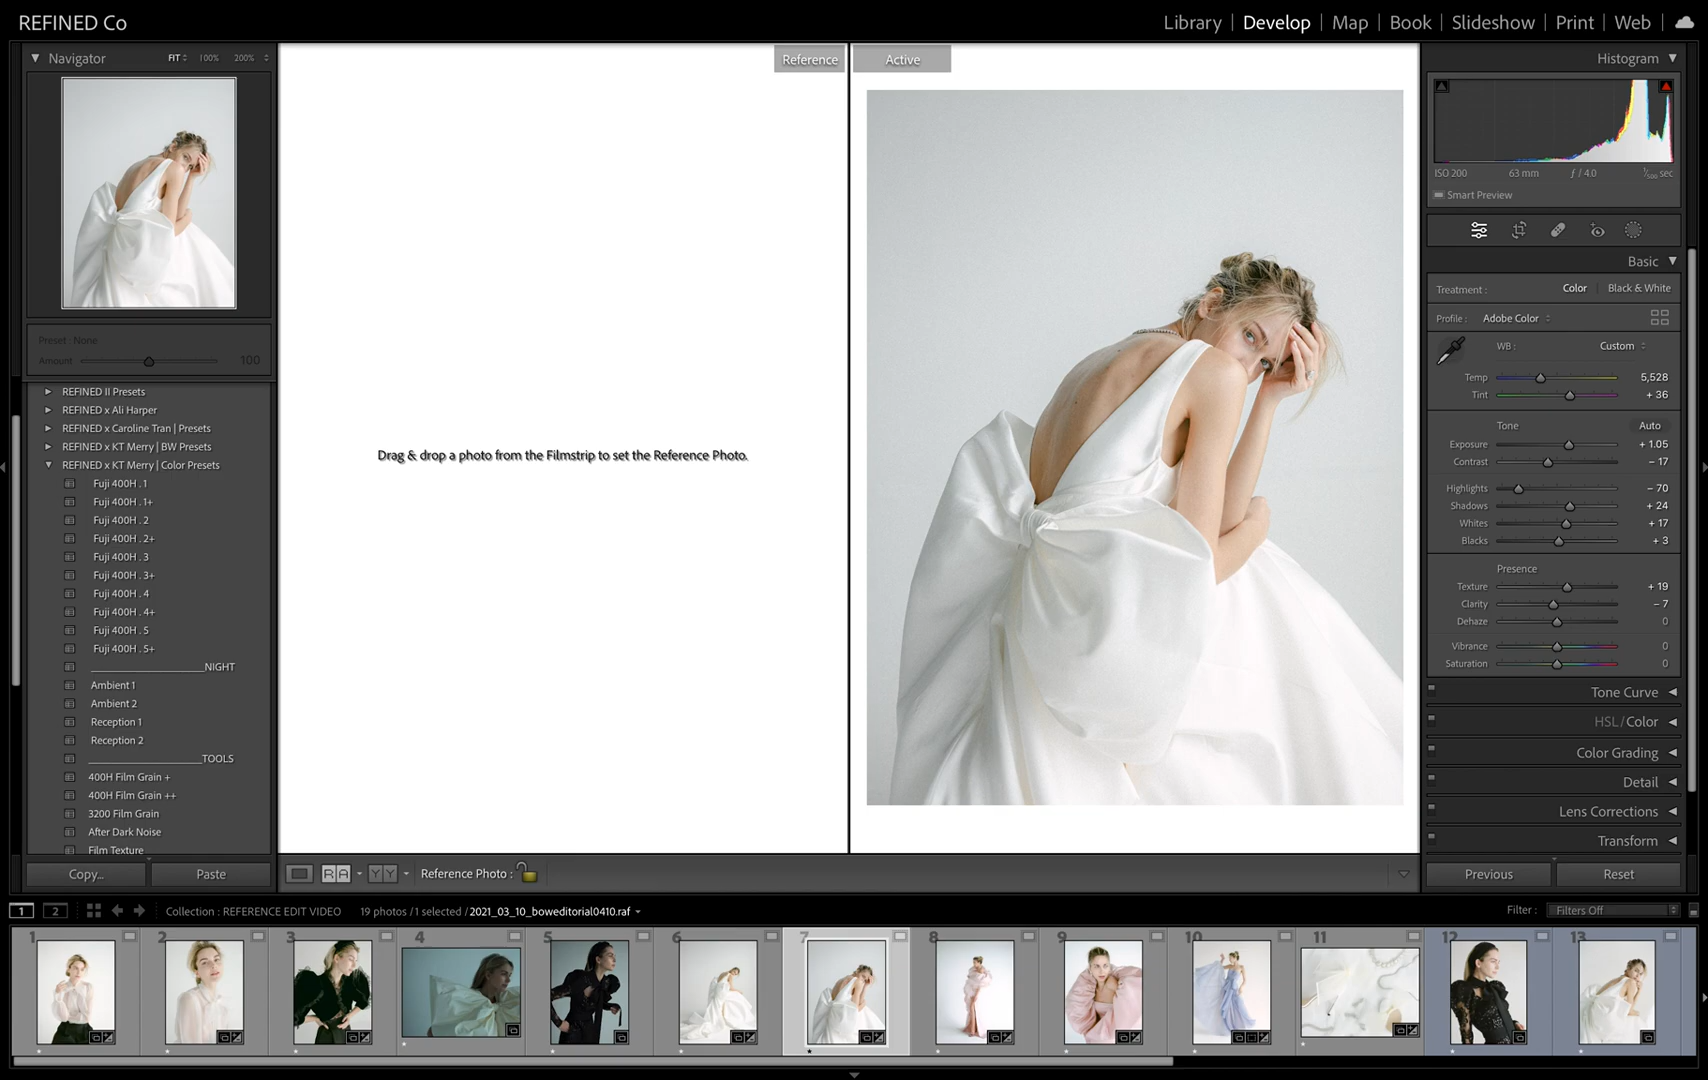 REFINED Co
Library | Develop | Map | Book | Slideshow | Print | Web
Navigator FIT 100% 200%
Preset : None
Amount 100
REFINED II Presets
REFINED x Ali Harper
REFINED x Caroline Tran | Presets
REFINED x KT Merry | BW Presets
REFINED x KT Merry | Color Presets
Fuji 400H . 1
Fuji 400H . 1+
Fuji 400H . 2
Fuji 400H . 2+
Fuji 400H . 3
Fuji 400H . 3+
Fuji 400H . 4
Fuji 400H . 4+
Fuji 400H . 5
Fuji 400H . 5+
____________________NIGHT
Ambient 1
Ambient 2
Reception 1
Reception 2
____________________TOOLS
400H Film Grain +
400H Film Grain ++
3200 Film Grain
After Dark Noise
Film Texture
Copy... Paste
Reference Active
Drag & drop a photo from the Filmstrip to set the Reference Photo.
R A Y Y Reference Photo :
Histogram
ISO 200 63 mm ƒ / 4.0 sec
Smart Preview
Basic
Treatment : Color | Black & White
Profile : Adobe Color
WB : Custom
Temp 5,528
Tint + 36
Tone Auto
Exposure + 1.05
Contrast – 17
Highlights – 70
Shadows + 24
Whites + 17
Blacks + 3
Presence
Texture + 19
Clarity – 7
Dehaze 0
Vibrance 0
Saturation 0
Tone Curve
HSL / Color
Color Grading
Detail
Lens Corrections
Transform
Previous Reset
1 2 Collection : REFERENCE EDIT VIDEO 19 photos / 1 selected / 2021_03_10_boweditorial0410.raf Filter : Filters Off
1 2 3 4 5 6 7 8 9 10 11 12 13